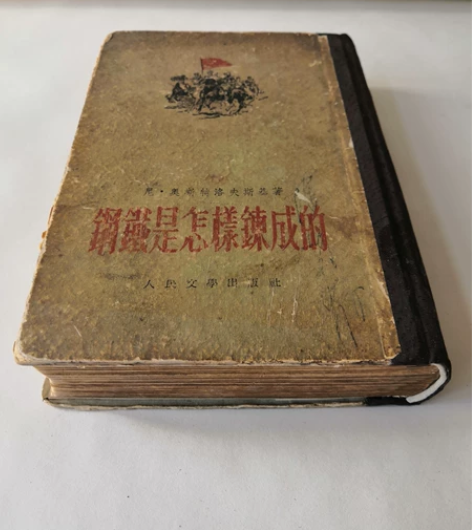 尼·奧斯特洛夫斯基著
鋼鐵是怎樣鍊成的
人民文學出版社